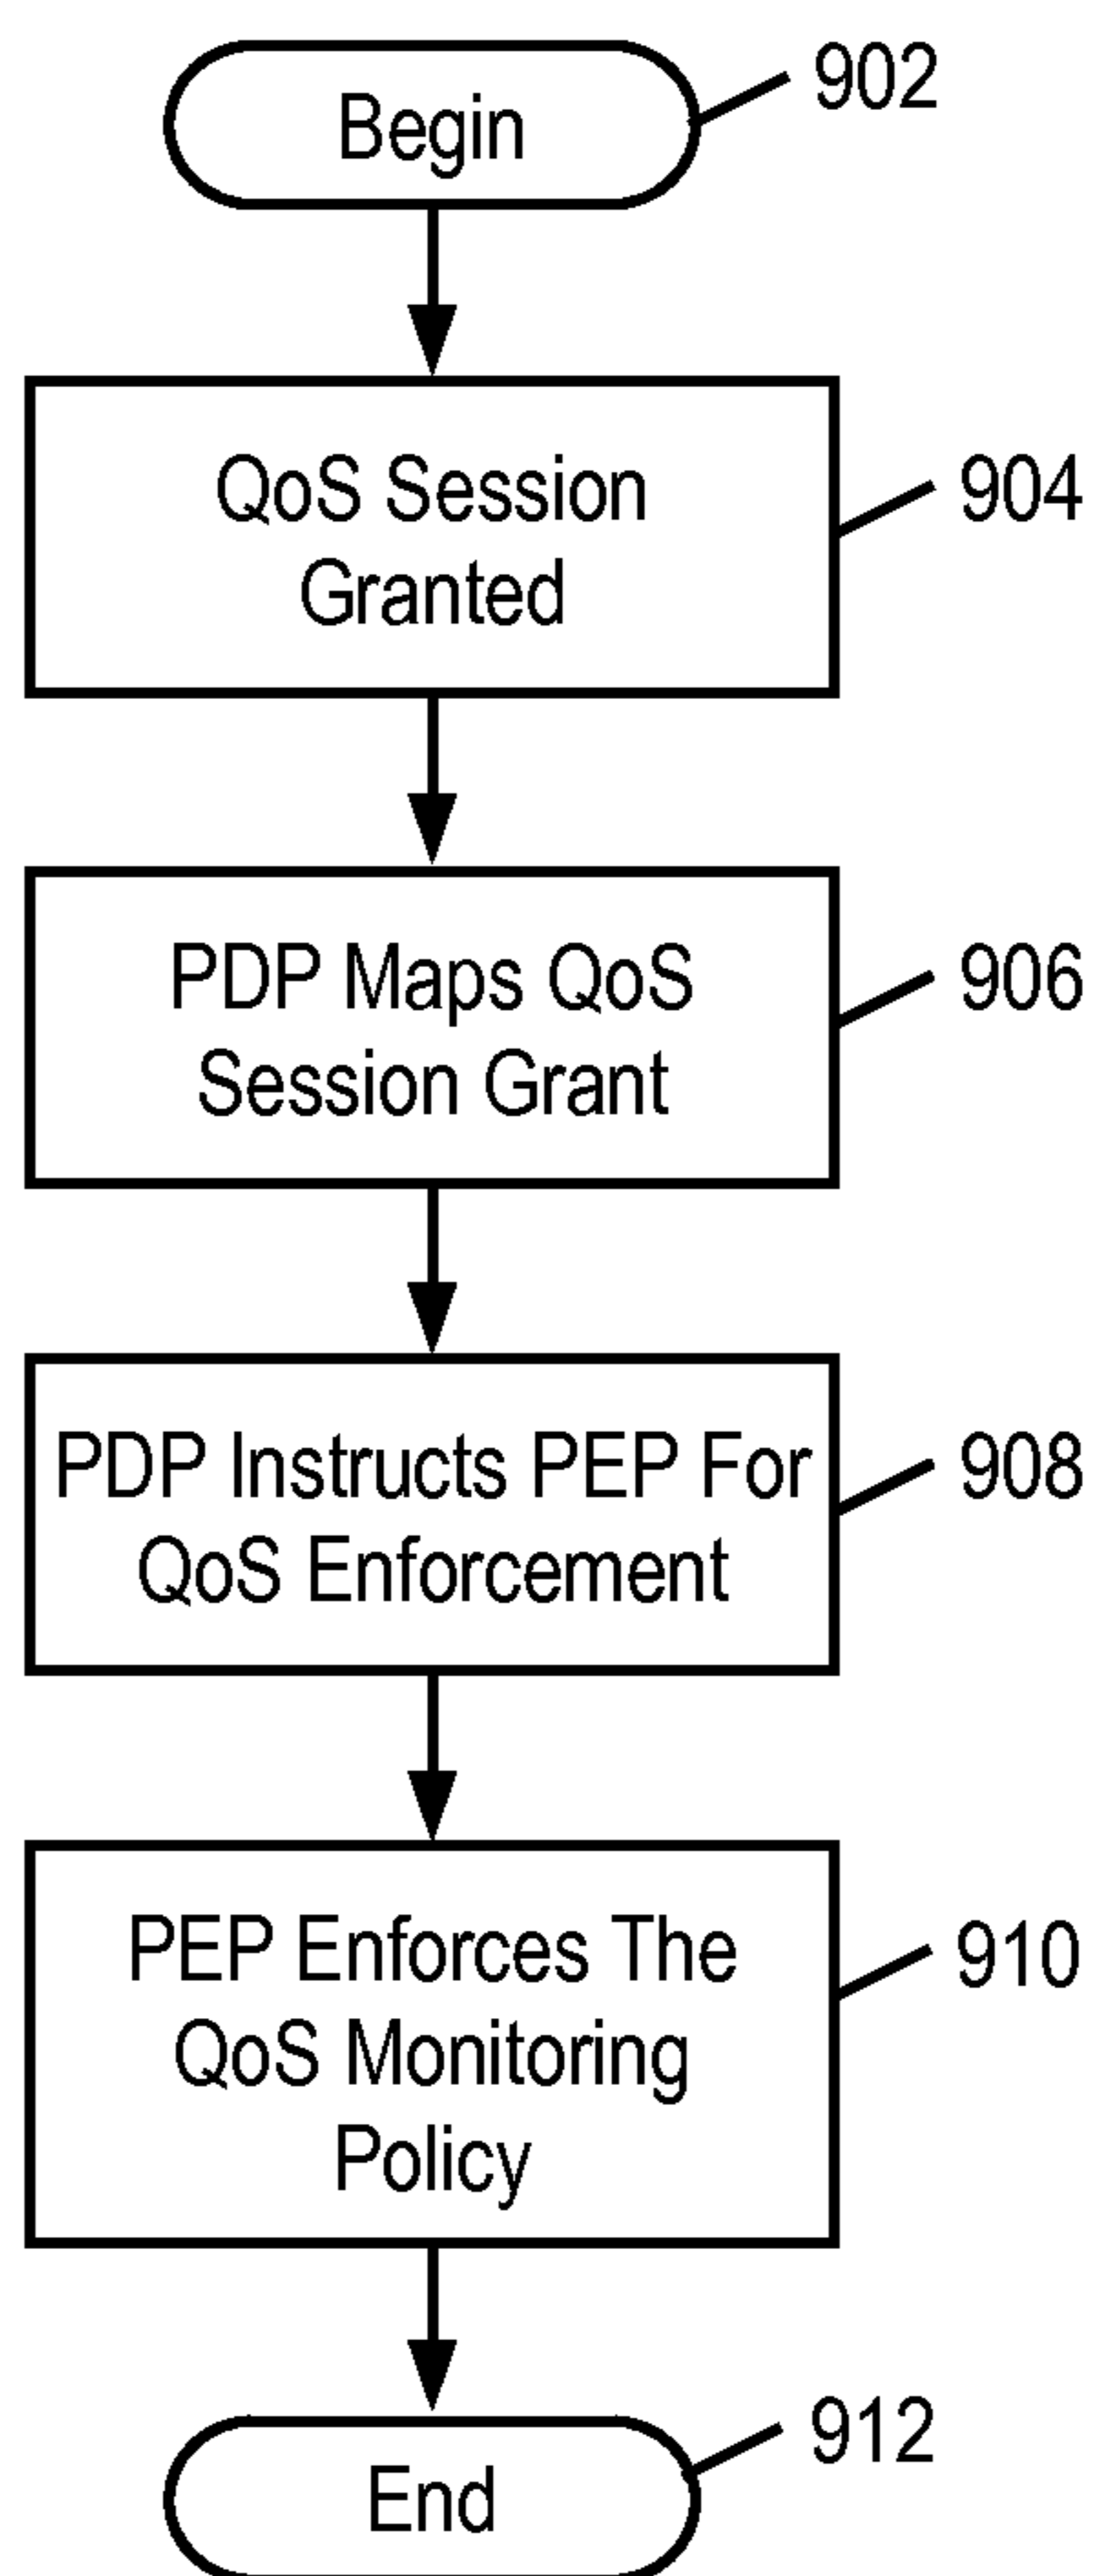 Begin
902
QoS Session
Granted
904
PDP Maps QoS
Session Grant
906
PDP Instructs PEP For
QoS Enforcement
908
PEP Enforces The
QoS Monitoring
Policy
910
End
912